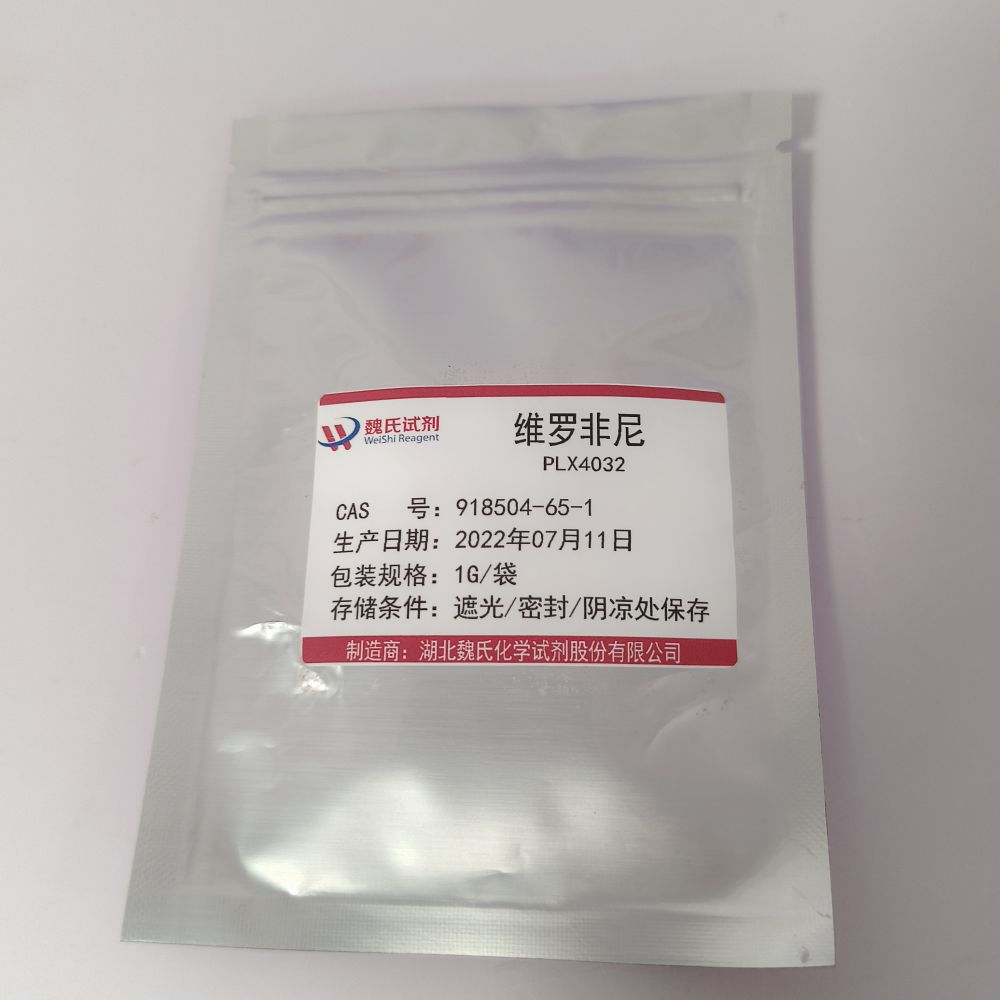 魏氏试剂
WeiShi Reagent
维罗非尼
PLX4032
CAS 号：918504-65-1
生产日期：2022年07月11日
包装规格：1G/袋
存储条件：遮光/密封/阴凉处保存
制造商：湖北魏氏化学试剂股份有限公司